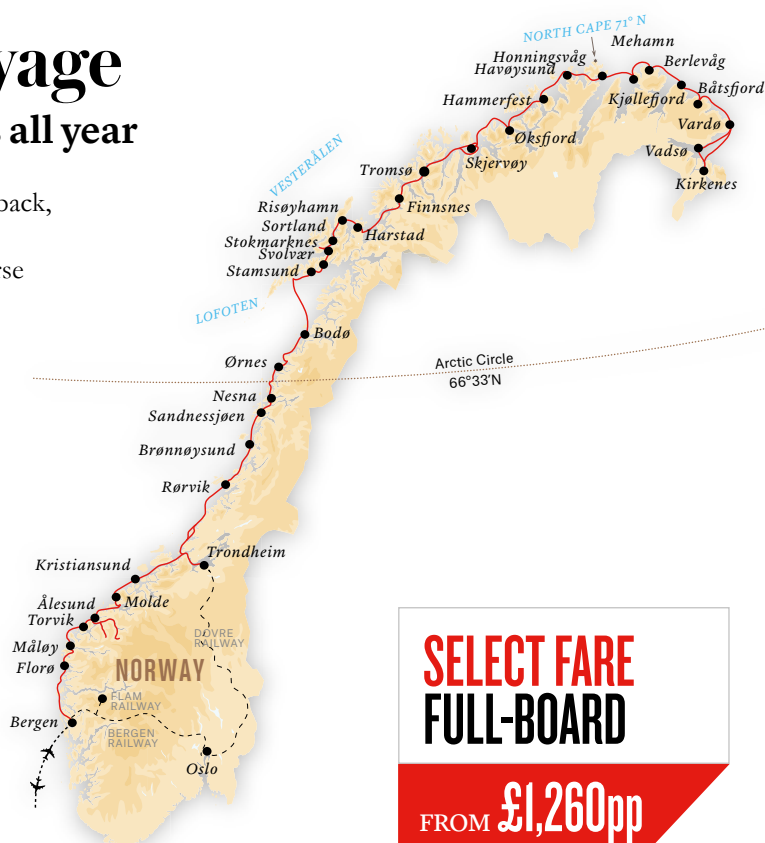 yage
all year
back,
rse
NORTH CAPE 71° N
Mehamn
Honningsvåg
Berlevåg
Havøysund
Båtsfjord
Hammerfest
Kjøllefjord
Vardø
Øksfjord
Vadsø
Skjervøy
Tromsø
Kirkenes
VESTERÅLEN
Risøyhamn
Finnsnes
Sortland
Harstad
Stokmarknes
Svolvær
Stamsund
LOFOTEN
Bodø
Ørnes
Arctic Circle
66°33'N
Nesna
Sandnessjøen
Brønnøysund
Rørvik
Trondheim
Kristiansund
Ålesund
Molde
Torvik
DOVRE
RAILWAY
Måløy
NORWAY
Florø
FLAM
RAILWAY
Bergen
BERGEN
RAILWAY
Oslo
SELECT FARE
FULL-BOARD
FROM £1,260pp